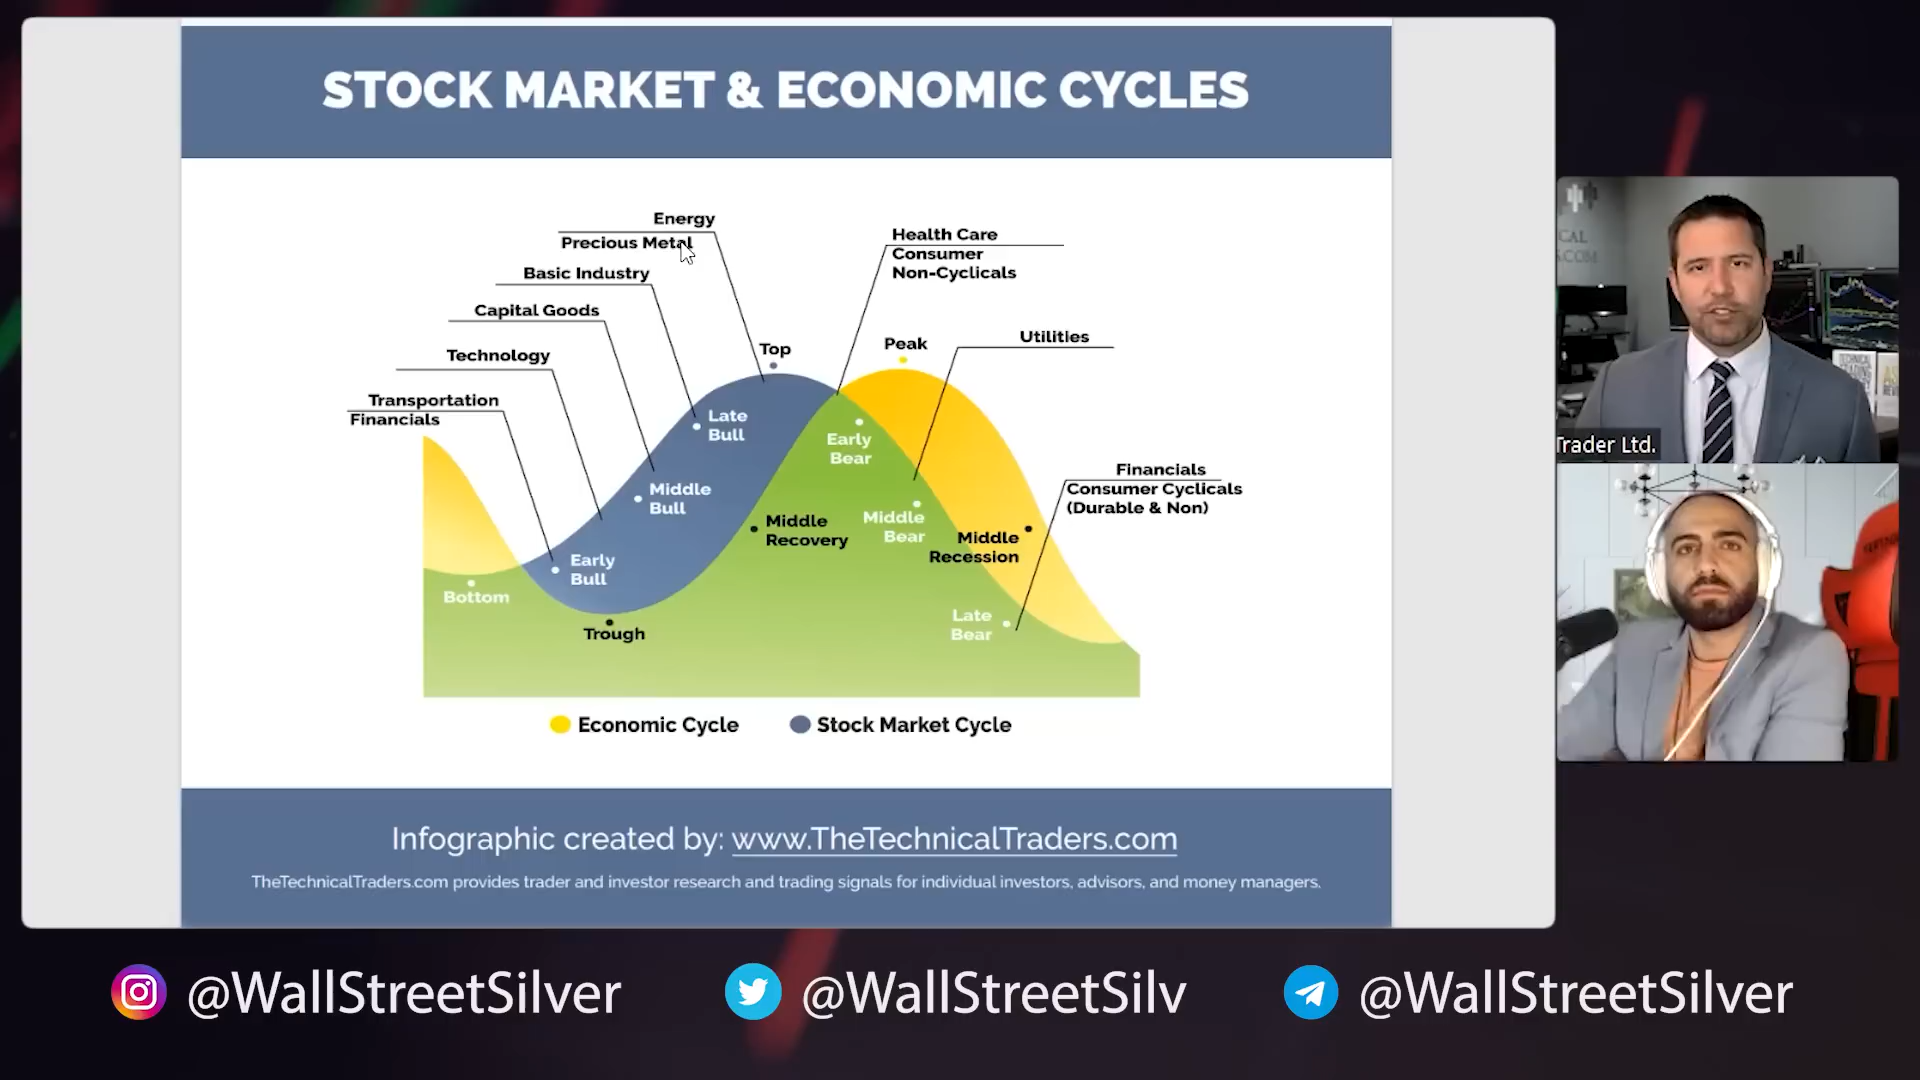 STOCK MARKET & ECONOMIC CYCLES
Energy
Precious Metal
Basic Industry
Capital Goods
Technology
Transportation
Financials
Health Care
Consumer
Non-Cyclicals
Utilities
Financials
Consumer Cyclicals
(Durable & Non)
Top
Peak
Late
Bull
Middle
Bull
Early
Bull
Bottom
Trough
Middle
Recovery
Early
Bear
Middle
Bear
Middle
Recession
Late
Bear
Economic Cycle
Stock Market Cycle
Infographic created by: www.TheTechnicalTraders.com
TheTechnicalTraders.com provides trader and investor research and trading signals for individual investors, advisors, and money managers.
CAL
S.COM
Trader Ltd.
@WallStreetSilver
@WallStreetSilv
@WallStreetSilver